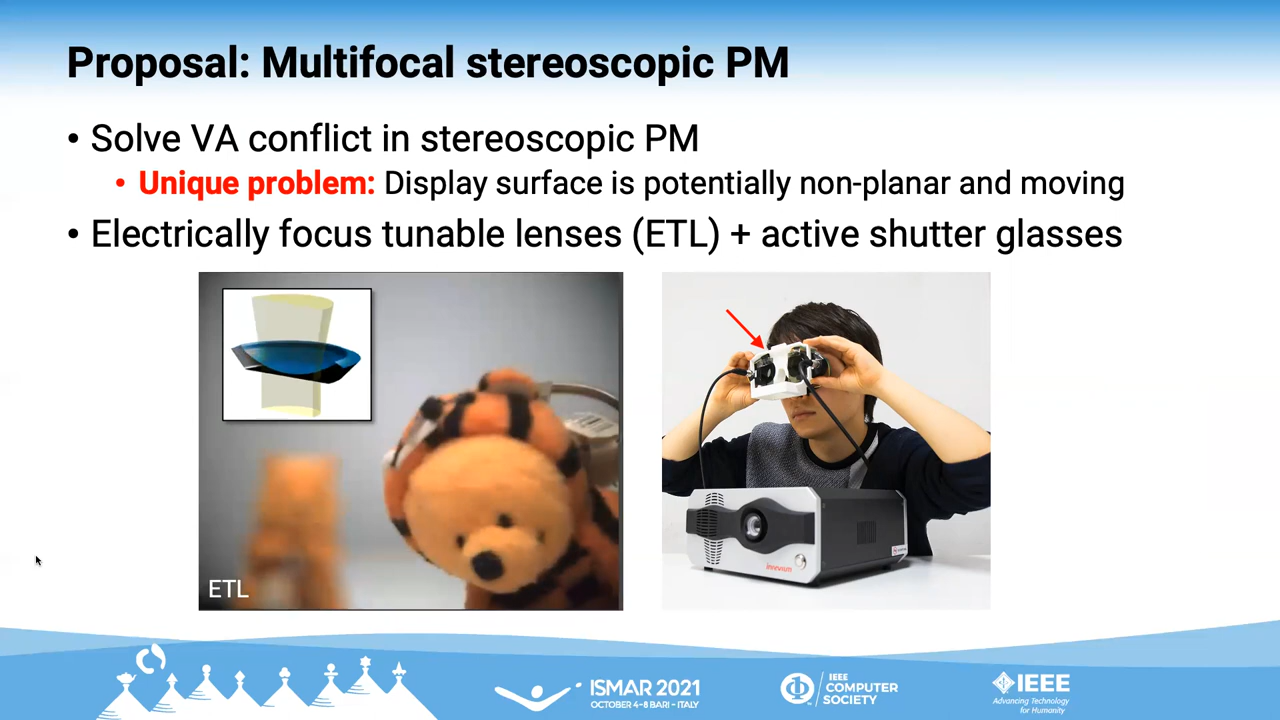 Proposal: Multifocal stereoscopic PM
• Solve VA conflict in stereoscopic PM
• Unique problem: Display surface is potentially non-planar and moving
• Electrically focus tunable lenses (ETL) + active shutter glasses
ETL
ISMAR 2021
OCTOBER 4-8 BARI - ITALY
IEEE
COMPUTER
SOCIETY
IEEE
Advancing Technology
for Humanity